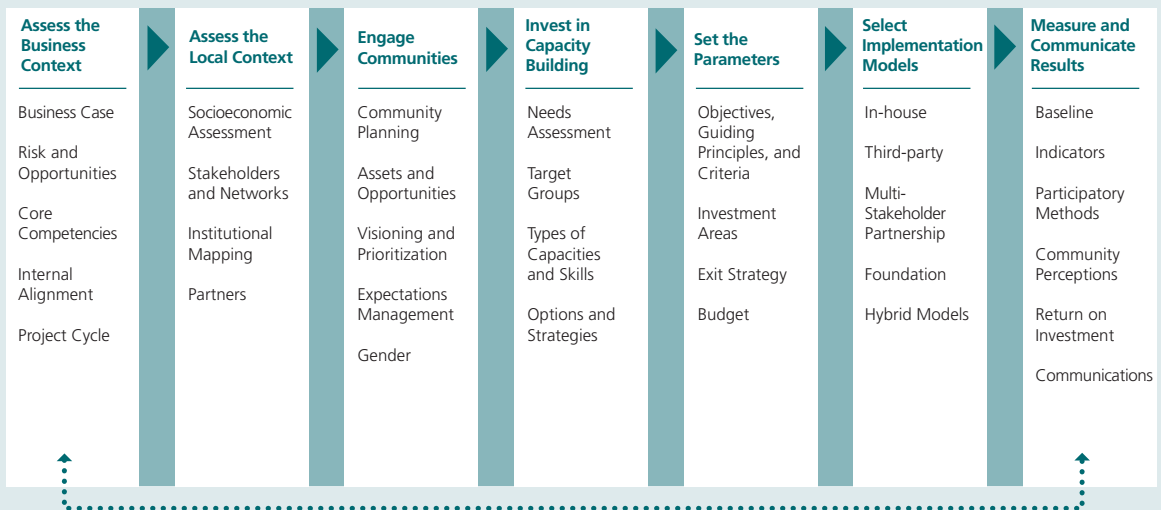 Assess the
Business
Context
Business Case
Risk and
Opportunities
Core
Competencies
Internal
Alignment
Project Cycle
Assess the
Local Context
Socioeconomic
Assessment
Stakeholders
and Networks
Institutional
Mapping
Partners
Engage
Communities
Community
Planning
Assets and
Opportunities
Visioning and
Prioritization
Expectations
Management
Gender
Invest in
Capacity
Building
Needs
Assessment
Target
Groups
Types of
Capacities
and Skills
Options and
Strategies
Set the
Parameters
Objectives,
Guiding
Principles, and
Criteria
Investment
Areas
Exit Strategy
Budget
Select
Implementation
Models
In-house
Third-party
Multi-
Stakeholder
Partnership
Foundation
Hybrid Models
Measure and
Communicate
Results
Baseline
Indicators
Participatory
Methods
Community
Perceptions
Return on
Investment
Communications